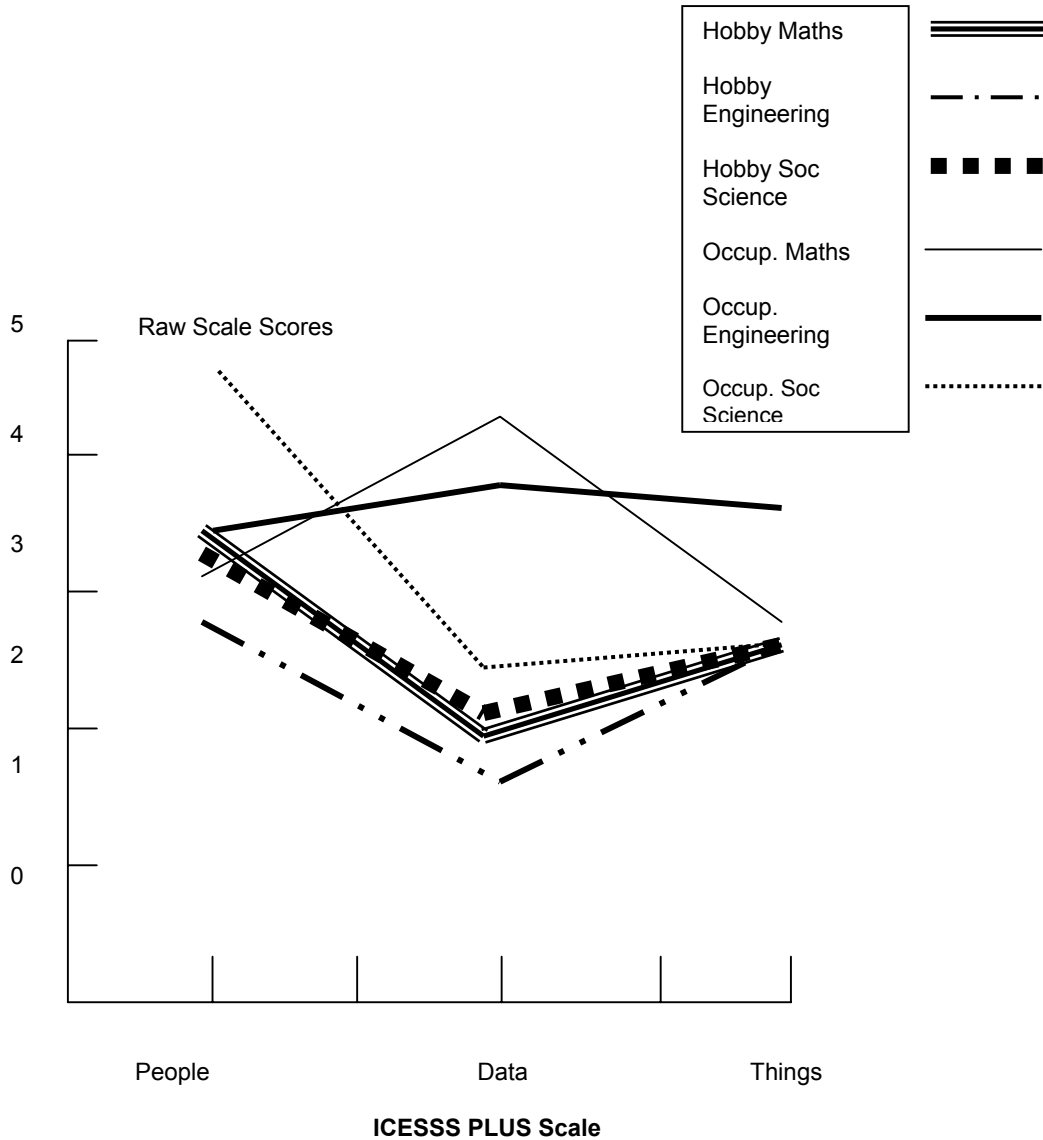 Hobby Maths
Hobby
Engineering
Hobby Soc
Science
Occup. Maths
Occup.
Engineering
Occup. Soc
Science
5
Raw Scale Scores
4
3
2
1
0
People Data Things
ICESSS PLUS Scale